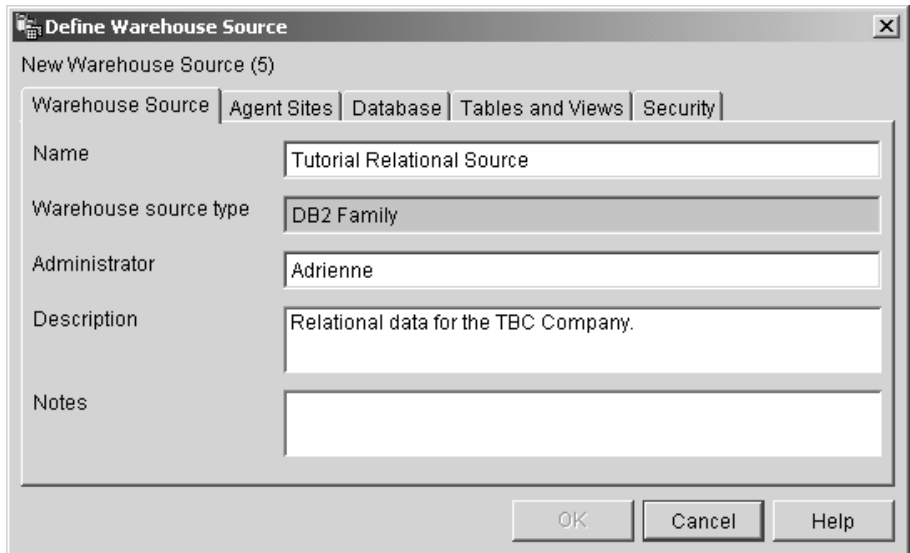 Define Warehouse Source
New Warehouse Source (5)
Warehouse Source Agent Sites Database Tables and Views Security
Name Tutorial Relational Source
Warehouse source type DB2 Family
Administrator Adrienne
Description Relational data for the TBC Company.
Notes
OK Cancel Help